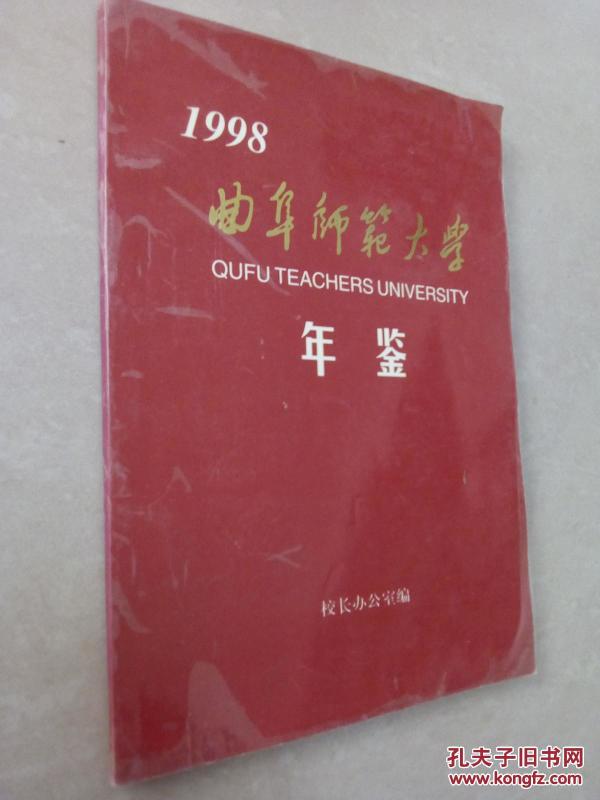 1998
曲阜師範大學
QUFU TEACHERS UNIVERSITY
年鉴
校长办公室编
孔夫子旧书网
www.kongfz.com